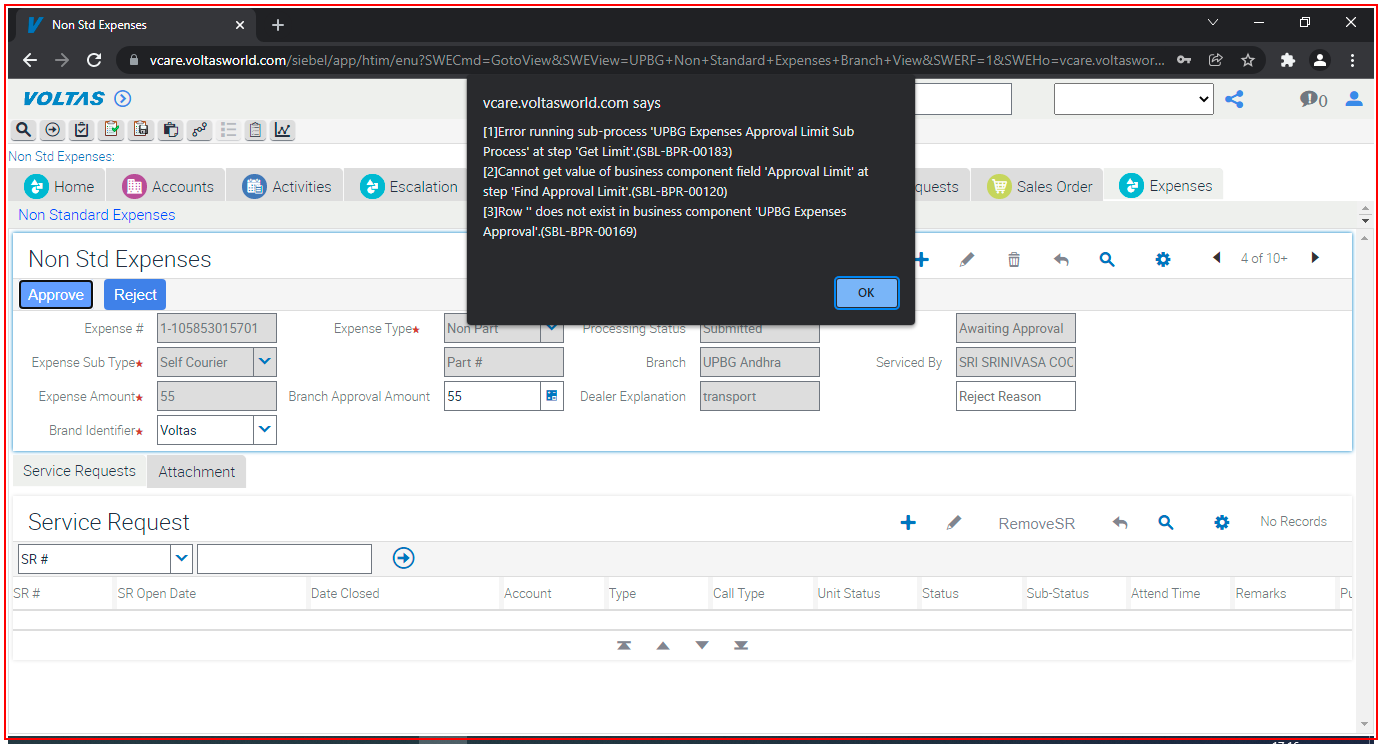 Non Std Expenses
vcare.voltasworld.com/siebel/app/htim/enu?SWECmd=GotoView&SWEView=UPBG+Non+Standard+Expenses+Branch+View&SWERF=1&SWEHo=vcare.voltaswor...
VOLTAS
0
Non Std Expenses:
Home
Accounts
Activities
Escalation
quests
Sales Order
Expenses
Non Standard Expenses
vcare.voltasworld.com says
[1]Error running sub-process 'UPBG Expenses Approval Limit Sub
Process' at step 'Get Limit'.(SBL-BPR-00183)
[2]Cannot get value of business component field 'Approval Limit' at
step 'Find Approval Limit'.(SBL-BPR-00120)
[3]Row '' does not exist in business component 'UPBG Expenses
Approval'.(SBL-BPR-00169)
OK
Non Std Expenses
4 of 10+
Approve Reject
Expense # 1-105853015701 Expense Type★ Non Part Processing Status Submitted Awaiting Approval
Expense Sub Type★ Self Courier Part # Branch UPBG Andhra Serviced By SRI SRINIVASA COC
Expense Amount★ 55 Branch Approval Amount 55 Dealer Explanation transport Reject Reason
Brand Identifier★ Voltas
Service Requests Attachment
Service Request
RemoveSR
No Records
SR #
SR # SR Open Date Date Closed Account Type Call Type Unit Status Status Sub-Status Attend Time Remarks